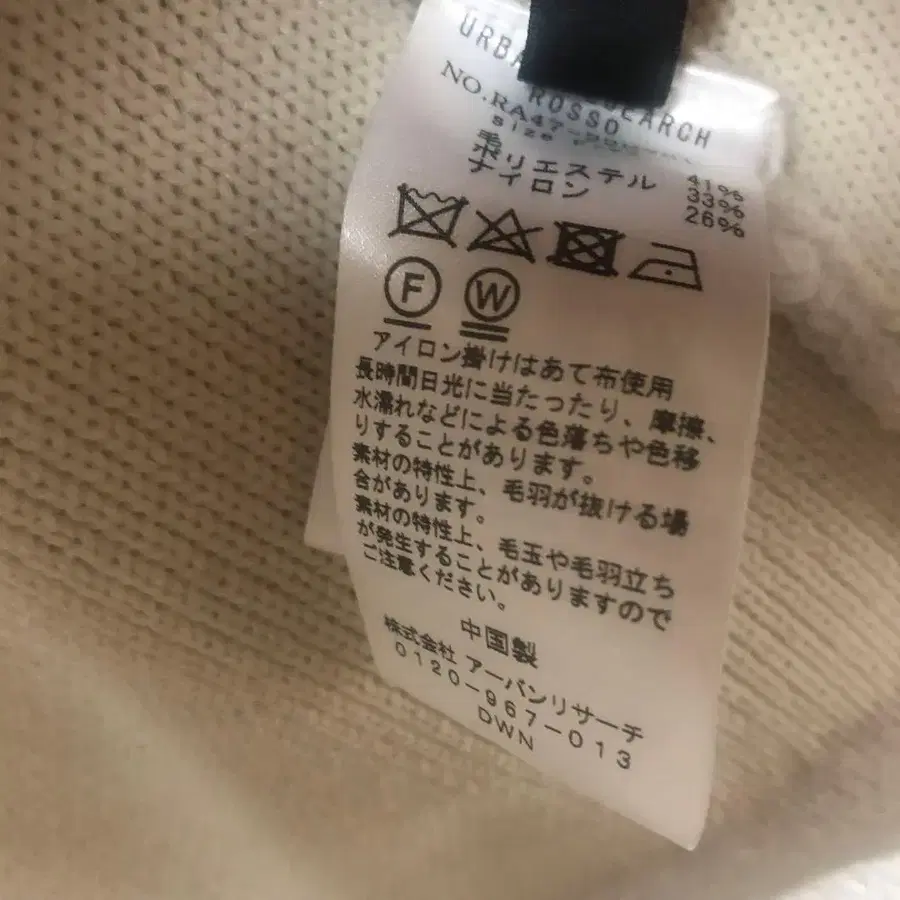 URBA EARCH
ROSSO
NO.RA47-
Size
毛 41%
ポリエステル 33%
ナイロン 26%
F W
アイロン掛けはあて布使用
長時間日光に当たったり、摩擦、
水濡れなどによる色落ちや色移
りすることがあります。
素材の特性上、毛羽が抜ける場
合があります。
素材の特性上、毛玉や毛羽立ち
が発生することがありますので
ご注意ください。
中国製
株式会社 アーバンリサーチ
0120-967-013
DWN